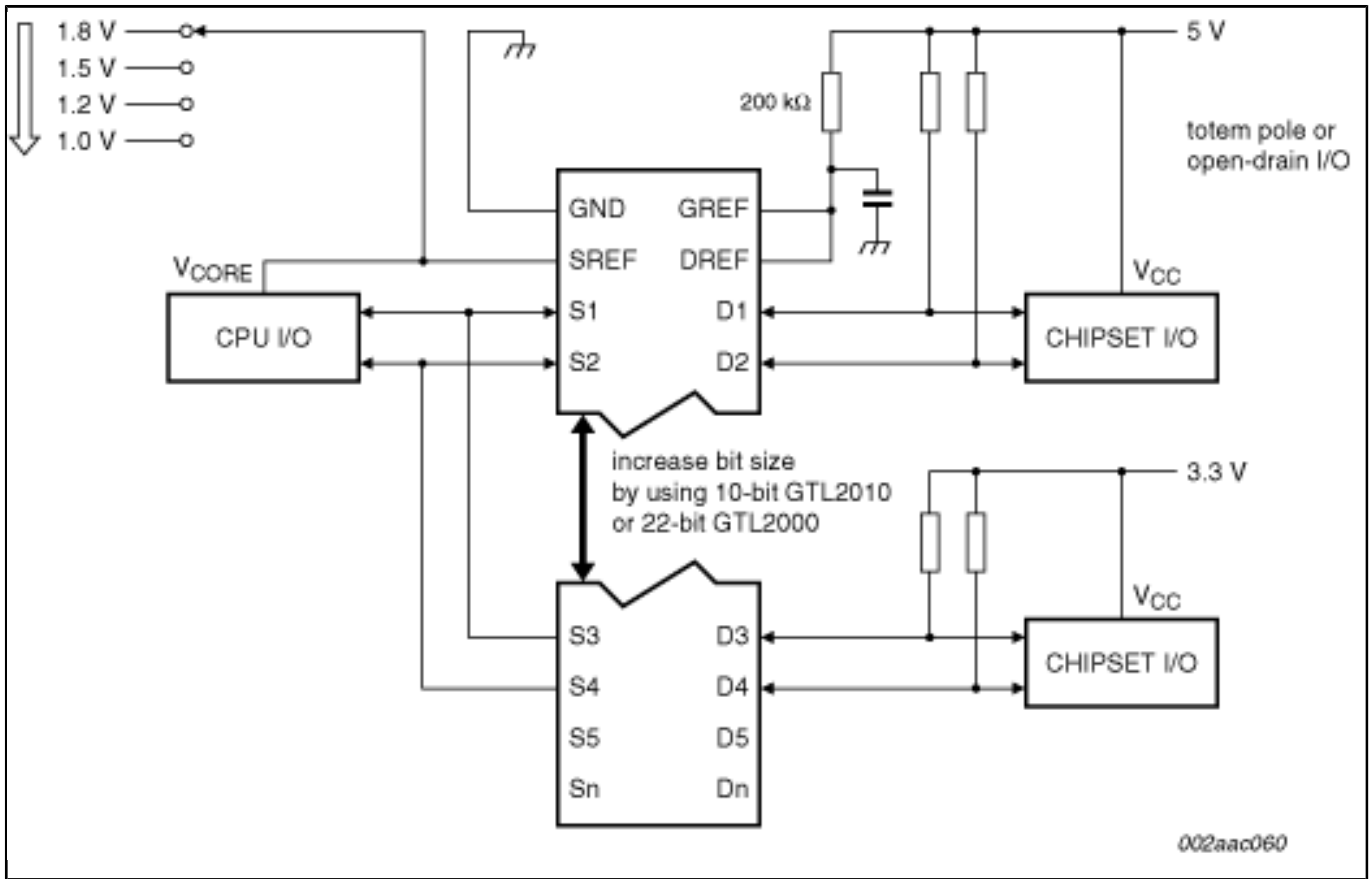 1.8 V
1.5 V
1.2 V
1.0 V
5 V
200 kΩ
totem pole or
open-drain I/O
GND GREF
SREF DREF
S1 D1
S2 D2
VCORE
CPU I/O
VCC
CHIPSET I/O
increase bit size
by using 10-bit GTL2010
or 22-bit GTL2000
3.3 V
VCC
CHIPSET I/O
S3 D3
S4 D4
S5 D5
Sn Dn
002aac060